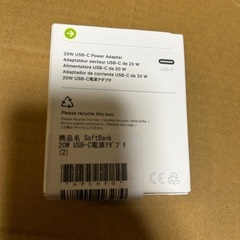 20W USB-C Power Adapter
Adaptateur secteur USB-C de 20 W
Alimentatore USB-C da 20 W
Adaptador de corriente USB-C de 20 W
20W USB-C電源アダプタ
USB-C
Please recycle this box.
商品名 SoftBank
20W USB-C電源ｱﾀﾞﾌﾟﾀ
(2)